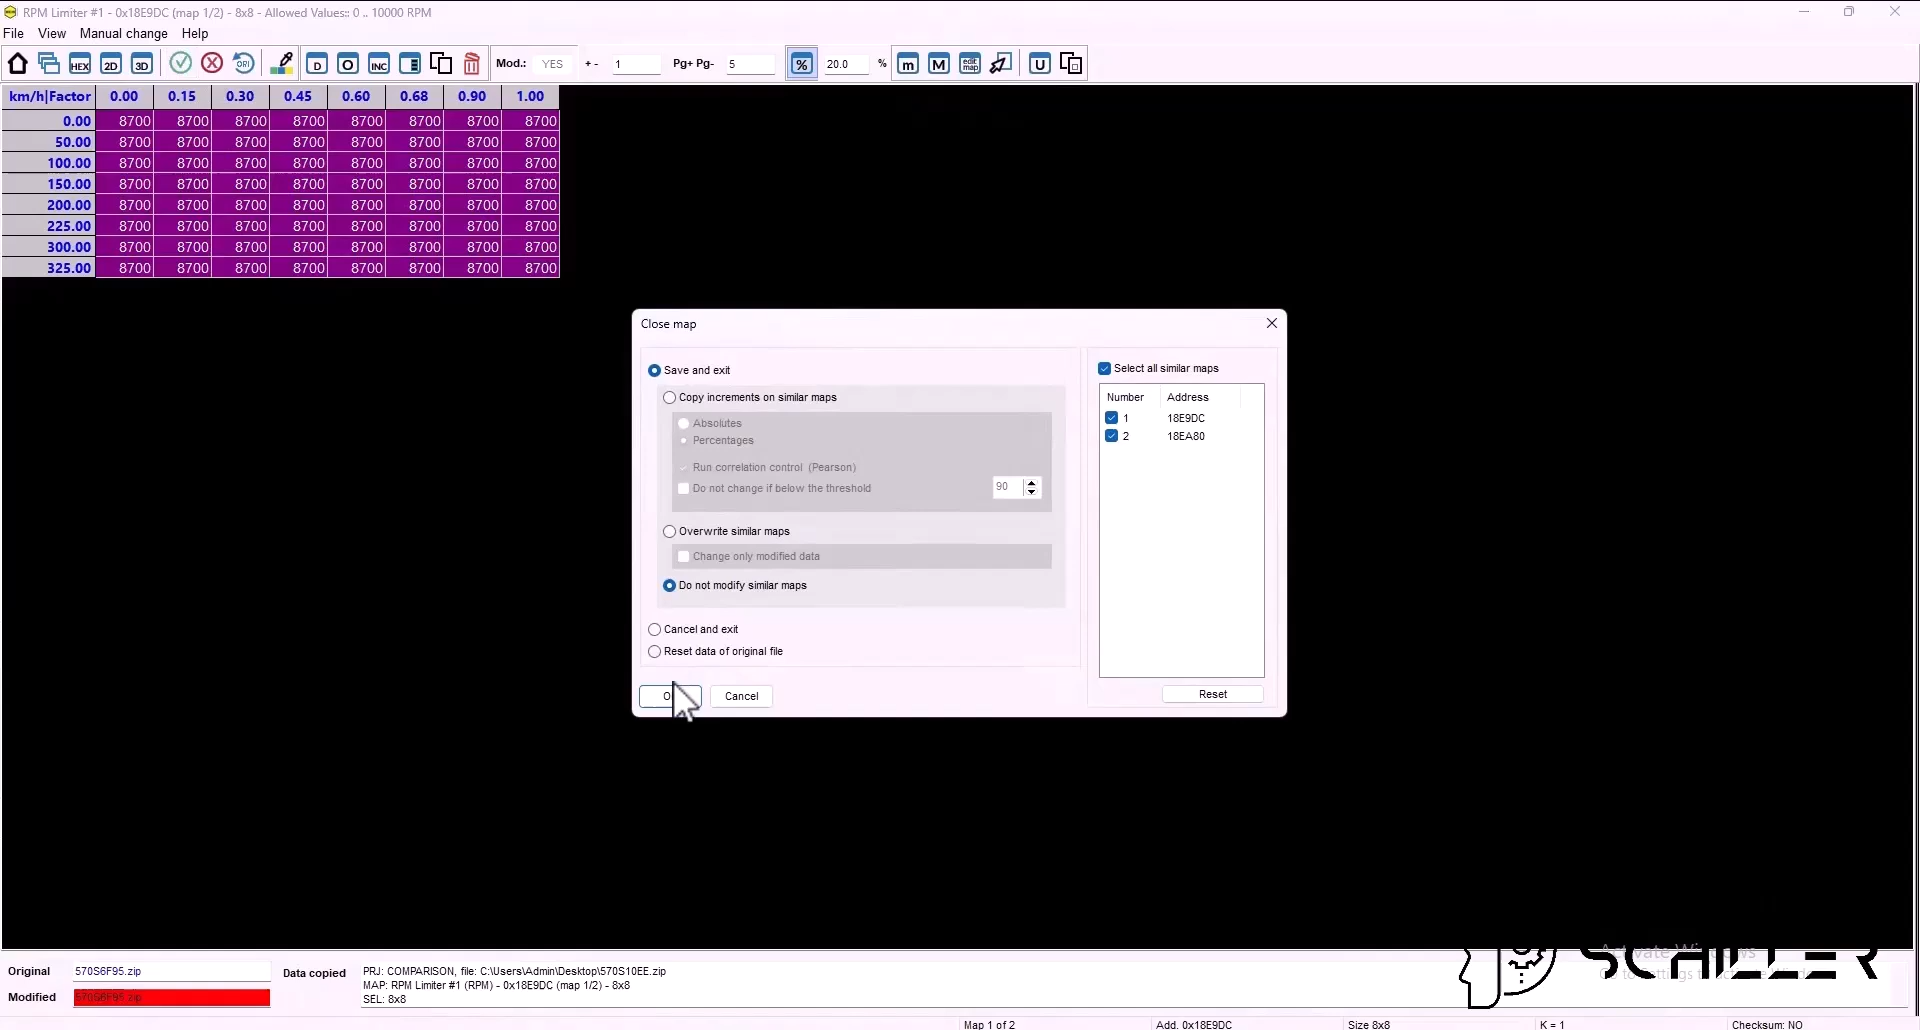 RPM Limiter #1 - 0x18E9DC (map 1/2) - 8x8 - Allowed Values:: 0 .. 10000 RPM
File View Manual change Help
HEX 2D 3D ORI D O INC Mod.: YES + - 1 Pg+ Pg- 5 % 20.0 % m M edit map U
km/h|Factor 0.00 0.15 0.30 0.45 0.60 0.68 0.90 1.00
0.00 8700 8700 8700 8700 8700 8700 8700 8700
50.00 8700 8700 8700 8700 8700 8700 8700 8700
100.00 8700 8700 8700 8700 8700 8700 8700 8700
150.00 8700 8700 8700 8700 8700 8700 8700 8700
200.00 8700 8700 8700 8700 8700 8700 8700 8700
225.00 8700 8700 8700 8700 8700 8700 8700 8700
300.00 8700 8700 8700 8700 8700 8700 8700 8700
325.00 8700 8700 8700 8700 8700 8700 8700 8700
Close map
Save and exit
Copy increments on similar maps
Absolutes
Percentages
Run correlation control (Pearson)
Do not change if below the threshold 90
Overwrite similar maps
Change only modified data
Do not modify similar maps
Cancel and exit
Reset data of original file
Cancel
Select all similar maps
Number Address
1 18E9DC
2 18EA80
Reset
Original 570S6F95.zip
Modified 570S6F95.zip
Data copied
PRJ: COMPARISON, file: C:\Users\Admin\Desktop\570S10EE.zip
MAP: RPM Limiter #1 (RPM) - 0x18E9DC (map 1/2) - 8x8
SEL: 8x8
SCHILLER
Map 1 of 2 Add. 0x18E9DC Size 8x8 K = 1 Checksum: NO